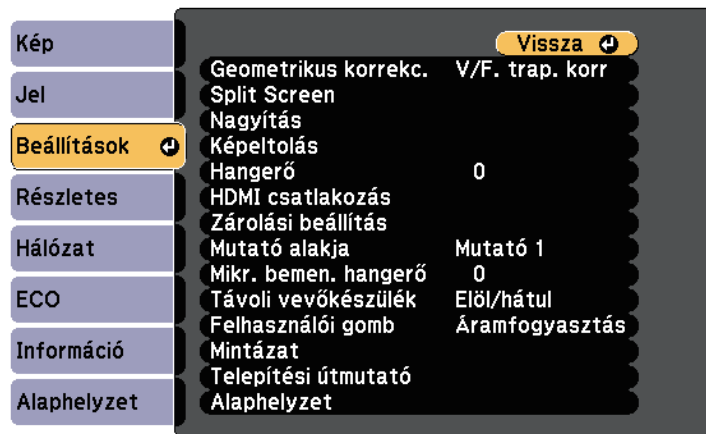 Kép
Jel
Beállítások
Részletes
Hálózat
ECO
Információ
Alaphelyzet
Vissza
Geometrikus korrekc. V/F. trap. korr
Split Screen
Nagyítás
Képeltolás
Hangerő 0
HDMI csatlakozás
Zárolási beállítás
Mutató alakja Mutató 1
Mikr. bemen. hangerő 0
Távoli vevőkészülék Elöl/hátul
Felhasználói gomb Áramfogyasztás
Mintázat
Telepítési útmutató
Alaphelyzet